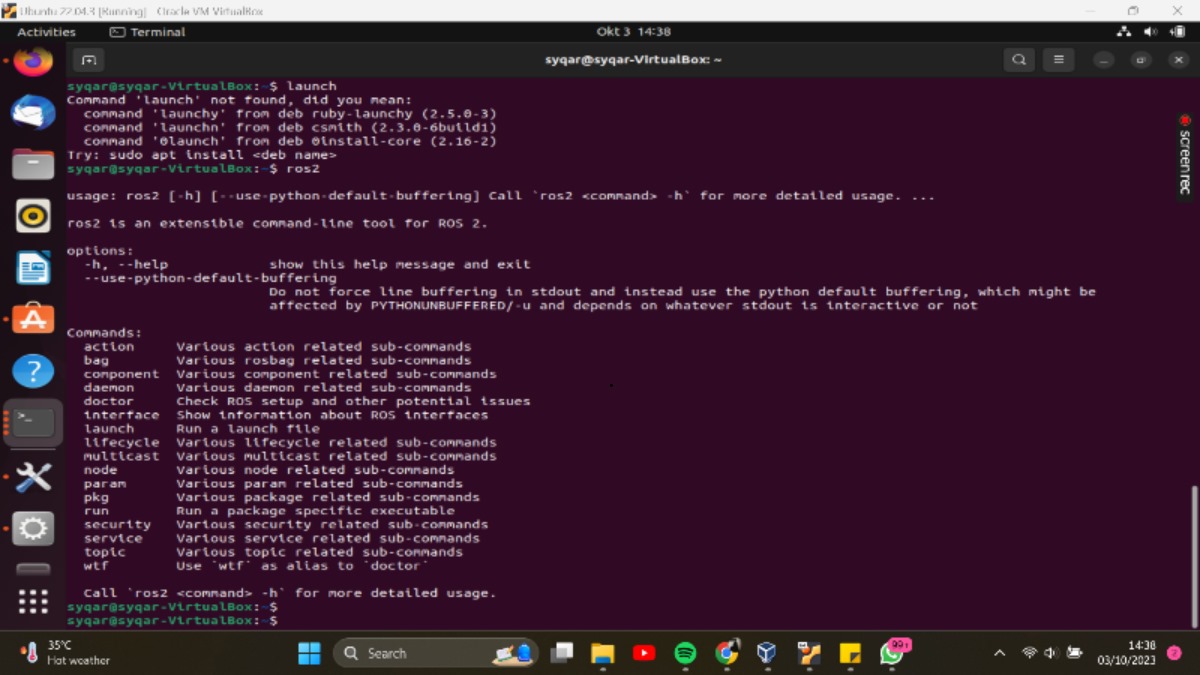 Ubuntu 22.04.3 [Running] - Oracle VM VirtualBox
Activities
Terminal
Okt 3 14:38
syqar@syqar-VirtualBox: ~
syqar@syqar-VirtualBox:~$ launch
Command 'launch' not found, did you mean:
command 'launchy' from deb ruby-launchy (2.5.0-3)
command 'launchn' from deb csmith (2.3.0-6build1)
command '0launch' from deb 0install-core (2.16-2)
Try: sudo apt install <deb name>
syqar@syqar-VirtualBox:~$ ros2
usage: ros2 [-h] [--use-python-default-buffering] Call `ros2 <command> -h` for more detailed usage. ...
ros2 is an extensible command-line tool for ROS 2.
options:
-h, --help show this help message and exit
--use-python-default-buffering
Do not force line buffering in stdout and instead use the python default buffering, which might be
affected by PYTHONUNBUFFERED/-u and depends on whatever stdout is interactive or not
Commands:
action Various action related sub-commands
bag Various rosbag related sub-commands
component Various component related sub-commands
daemon Various daemon related sub-commands
doctor Check ROS setup and other potential issues
interface Show information about ROS interfaces
launch Run a launch file
lifecycle Various lifecycle related sub-commands
multicast Various multicast related sub-commands
node Various node related sub-commands
param Various param related sub-commands
pkg Various package related sub-commands
run Run a package specific executable
security Various security related sub-commands
service Various service related sub-commands
topic Various topic related sub-commands
wtf Use `wtf` as alias to `doctor`
Call `ros2 <command> -h` for more detailed usage.
syqar@syqar-VirtualBox:~$
syqar@syqar-VirtualBox:~$
screenrec
35°C
Hot weather
Search
99+
14:38
03/10/2023
2